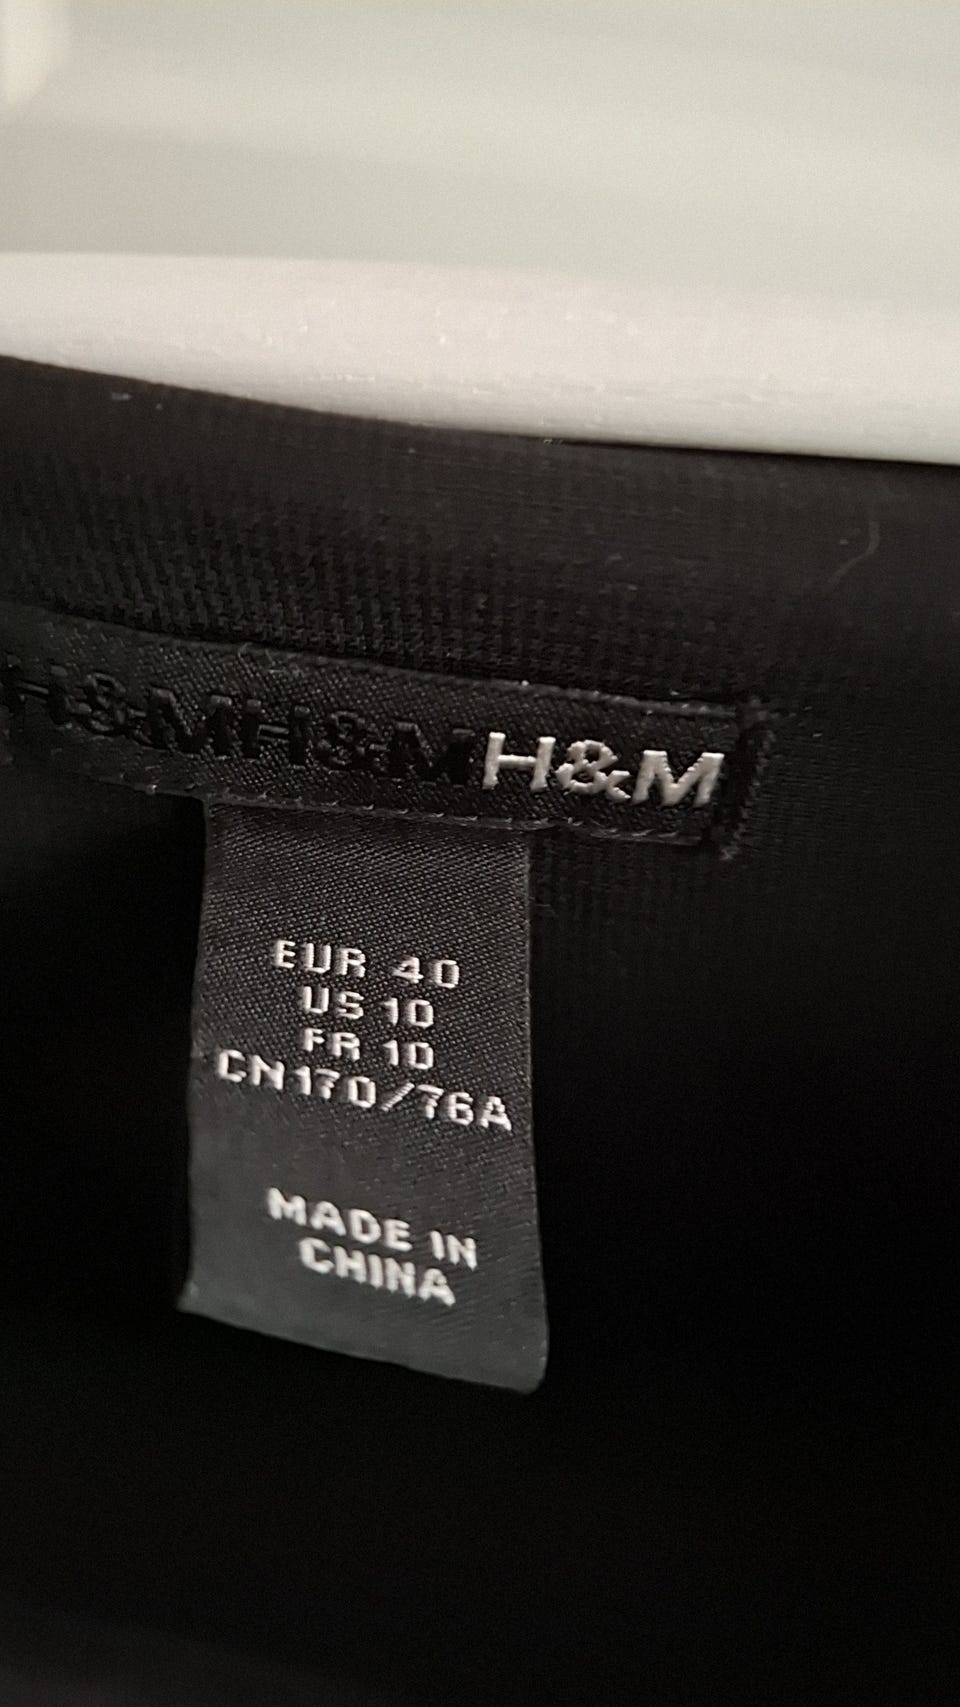 H&MH&MH&M
EUR 40
US 10
FR 10
CN170/76A
MADE IN
CHINA